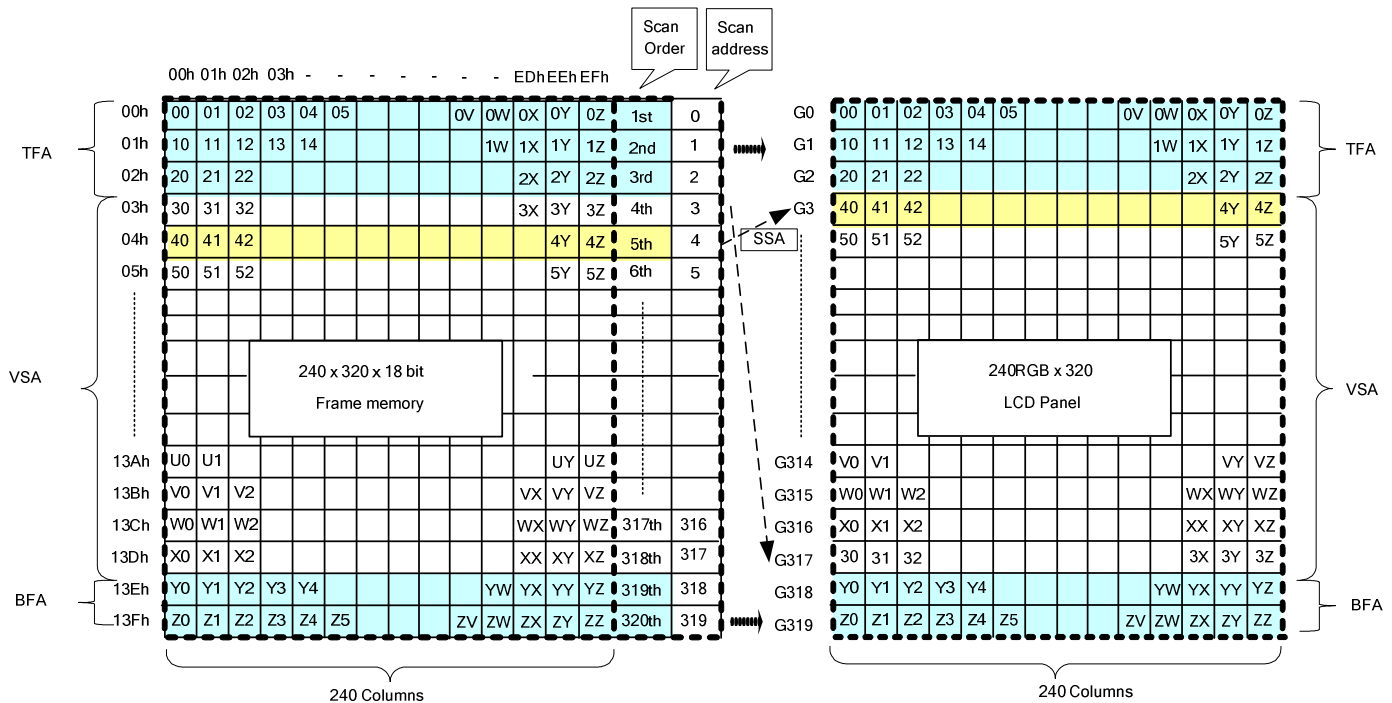 Scan Order
Scan address
00h 01h 02h 03h - - - - - - - EDh EEh EFh
00h 00 01 02 03 04 05 0V 0W 0X 0Y 0Z 1st 0
01h 10 11 12 13 14 1W 1X 1Y 1Z 2nd 1
02h 20 21 22 2X 2Y 2Z 3rd 2
03h 30 31 32 3X 3Y 3Z 4th 3
04h 40 41 42 4Y 4Z 5th 4
05h 50 51 52 5Y 5Z 6th 5
TFA
VSA
BFA
240 x 320 x 18 bit
Frame memory
13Ah U0 U1 UY UZ
13Bh V0 V1 V2 VX VY VZ
13Ch W0 W1 W2 WX WY WZ 317th 316
13Dh X0 X1 X2 XX XY XZ 318th 317
13Eh Y0 Y1 Y2 Y3 Y4 YW YX YY YZ 319th 318
13Fh Z0 Z1 Z2 Z3 Z4 Z5 ZV ZW ZX ZY ZZ 320th 319
240 Columns
SSA
G0 00 01 02 03 04 05 0V 0W 0X 0Y 0Z
G1 10 11 12 13 14 1W 1X 1Y 1Z
G2 20 21 22 2X 2Y 2Z
G3 40 41 42 4Y 4Z
50 51 52 5Y 5Z
240RGB x 320
LCD Panel
G314 V0 V1 VY VZ
G315 W0 W1 W2 WX WY WZ
G316 X0 X1 X2 XX XY XZ
G317 30 31 32 3X 3Y 3Z
G318 Y0 Y1 Y2 Y3 Y4 YW YX YY YZ
G319 Z0 Z1 Z2 Z3 Z4 Z5 ZV ZW ZX ZY ZZ
TFA
VSA
BFA
240 Columns